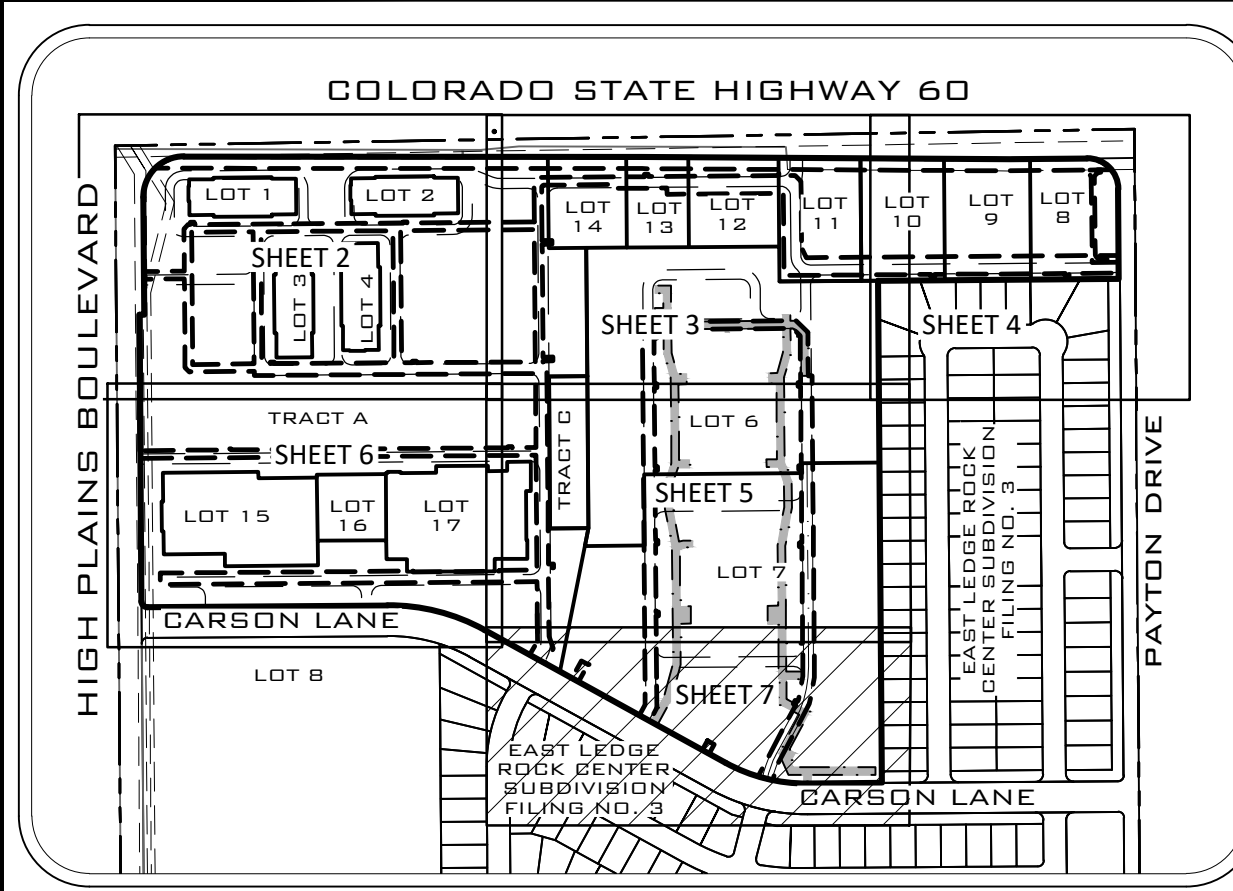 COLORADO STATE HIGHWAY 60
HIGH PLAINS BOULEVARD
PAYTON DRIVE
LOT 1
LOT 2
LOT
14
LOT
13
LOT
12
LOT
11
LOT
10
LOT
9
LOT
8
SHEET 2
LOT 3
LOT 4
SHEET 3
SHEET 4
TRACT A
TRACT C
LOT 6
SHEET 6
SHEET 5
LOT 15
LOT
16
LOT
17
LOT 7
EAST LEDGE ROCK
CENTER SUBDIVISION
FILING NO. 3
CARSON LANE
LOT 8
SHEET 7
EAST LEDGE
ROCK CENTER
SUBDIVISION
FILING NO. 3
CARSON LANE